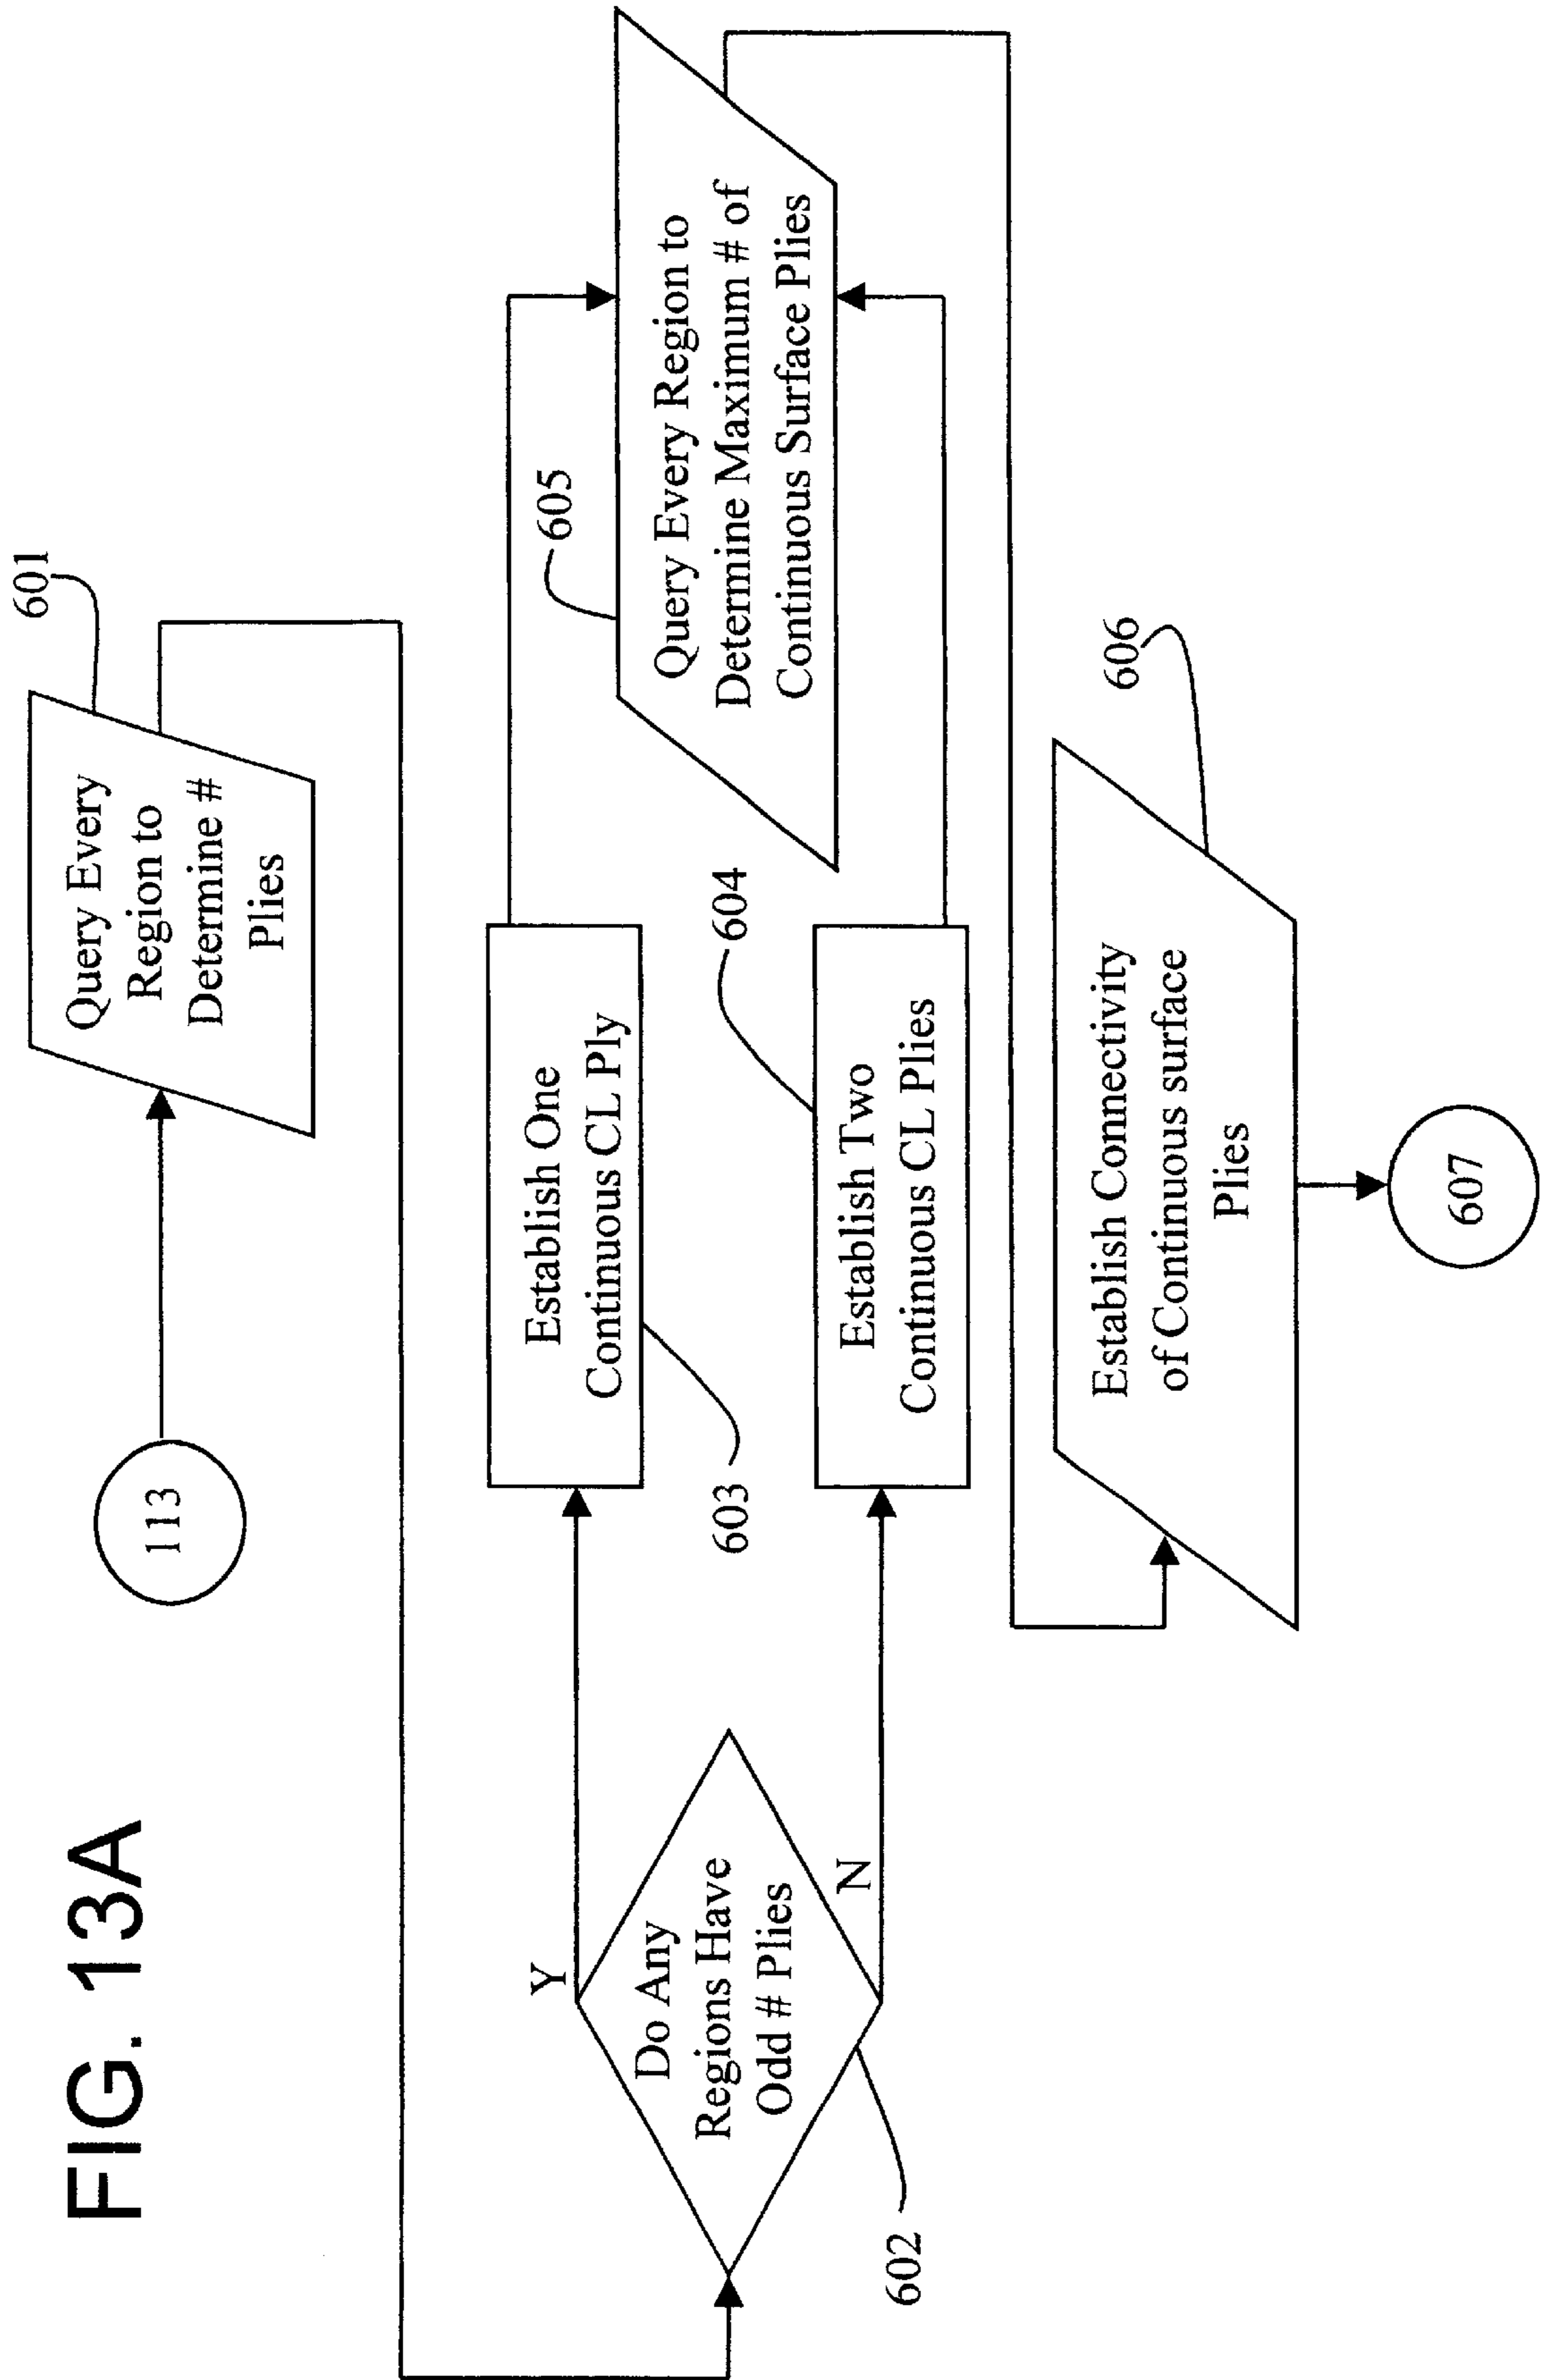 FIG. 13A
113
Query Every
Region to
Determine #
Plies
601
Do Any
Regions Have
Odd # Plies
602
Y
N
Establish One
Continuous CL Ply
603
Establish Two
Continuous CL Plies
604
Query Every Region to
Determine Maximum # of
Continuous Surface Plies
605
Establish Connectivity
of Continuous surface
Plies
606
607